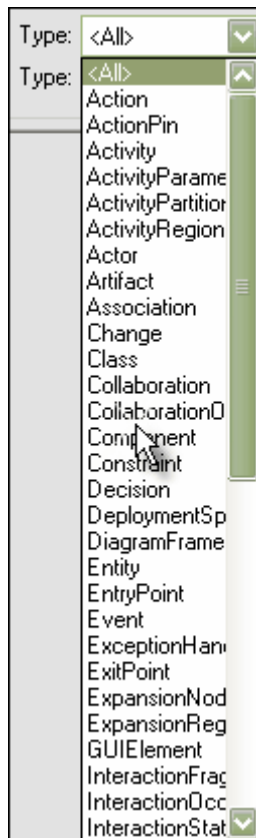 Type: <All>
Type: <All>
Action
ActionPin
Activity
ActivityParame
ActivityPartition
ActivityRegion
Actor
Artifact
Association
Change
Class
Collaboration
CollaborationO
Component
Constraint
Decision
DeploymentSp
DiagramFrame
Entity
EntryPoint
Event
ExceptionHan
ExitPoint
ExpansionNod
ExpansionReg
GUIElement
InteractionFrag
InteractionOcc
InteractionStat